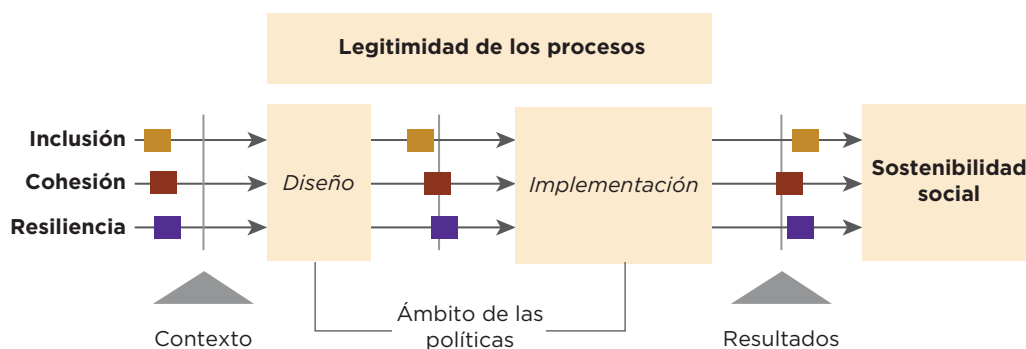 Legitimidad de los procesos
Inclusión
Cohesión
Resiliencia
Diseño
Implementación
Sostenibilidad
social
Contexto
Ámbito de las
políticas
Resultados